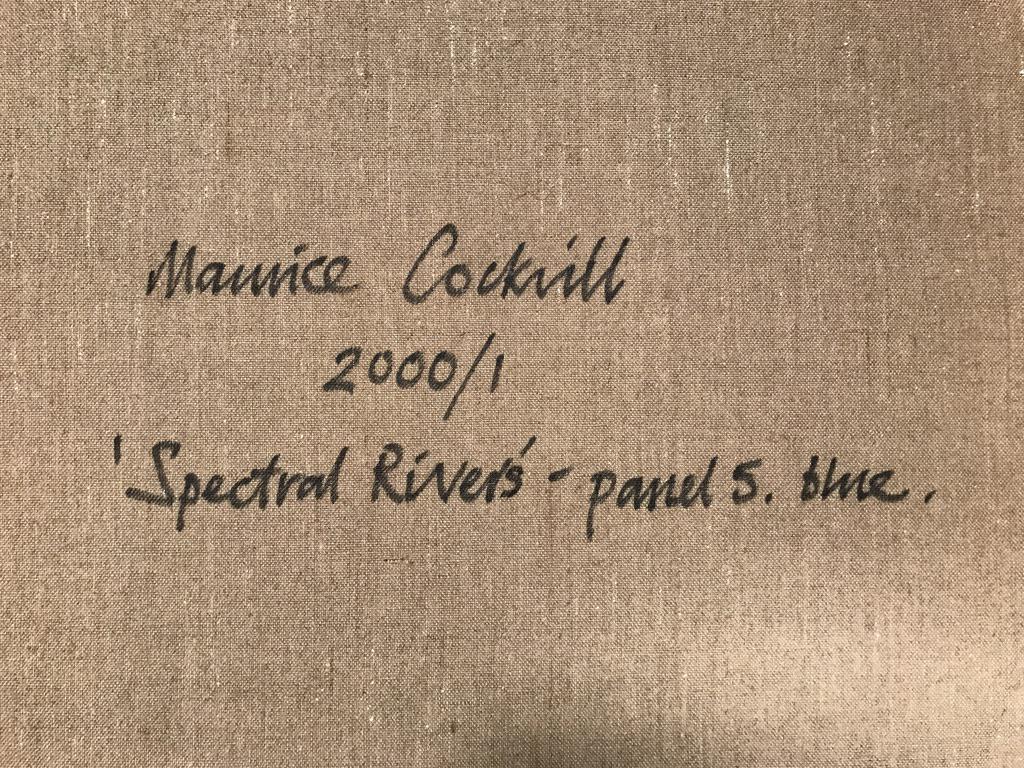 Maurice Cockrill
2000/1
'Spectral Rivers' - panel 5. blue.